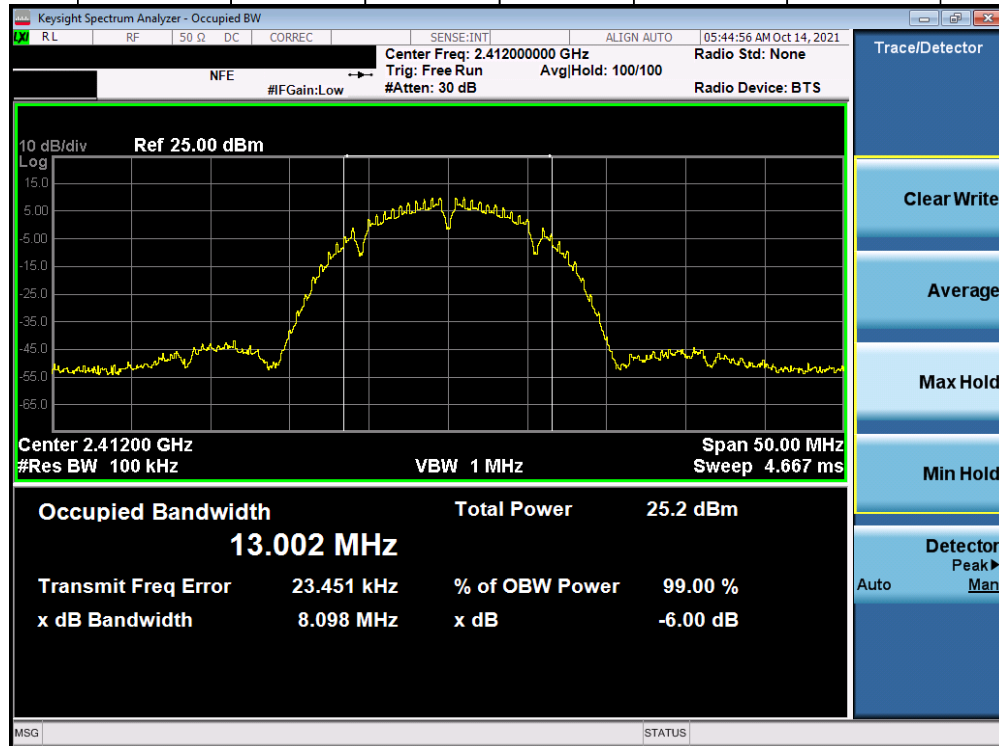 Keysight Spectrum Analyzer - Occupied BW
LXI RL RF 50 Ω DC CORREC SENSE:INT ALIGN AUTO 05:44:56 AM Oct 14, 2021
Center Freq: 2.412000000 GHz Radio Std: None
NFE Trig: Free Run Avg|Hold: 100/100
#IFGain:Low #Atten: 30 dB Radio Device: BTS
10 dB/div Ref 25.00 dBm
Log
15.0
5.00
-5.00
-15.0
-25.0
-35.0
-45.0
-55.0
-65.0
Center 2.41200 GHz Span 50.00 MHz
#Res BW 100 kHz VBW 1 MHz Sweep 4.667 ms
Occupied Bandwidth Total Power 25.2 dBm
13.002 MHz
Transmit Freq Error 23.451 kHz % of OBW Power 99.00 %
x dB Bandwidth 8.098 MHz x dB -6.00 dB
MSG STATUS
Trace/Detector
Clear Write
Average
Max Hold
Min Hold
Detector
Peak▶
Auto Man